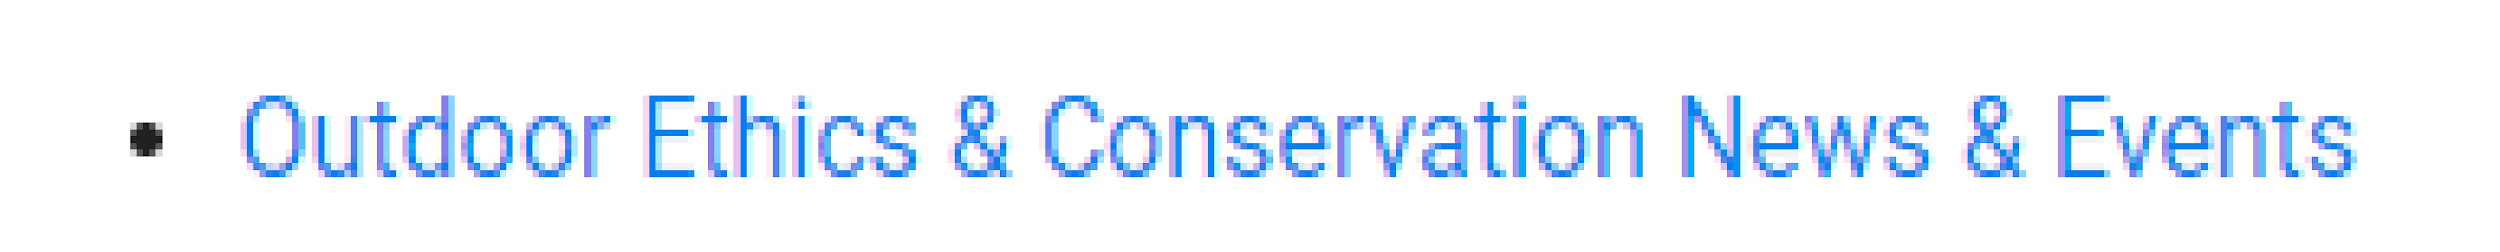 • Outdoor Ethics & Conservation News & Events